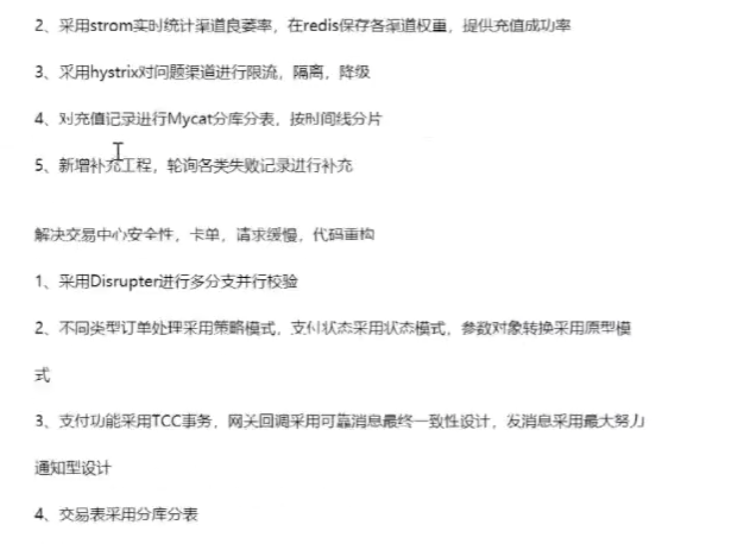 2、采用strom实时统计渠道良萎率，在redis保存各渠道权重，提供充值成功率
3、采用hystrix对问题渠道进行限流，隔离，降级
4、对充值记录进行Mycat分库分表，按时间线分片
5、新增补充工程，轮询各类失败记录进行补充
解决交易中心安全性，卡单，请求缓慢，代码重构
1、采用Disrupter进行多分支并行校验
2、不同类型订单处理采用策略模式，支付状态采用状态模式，参数对象转换采用原型模
式
3、支付功能采用TCC事务，网关回调采用可靠消息最终一致性设计，发消息采用最大努力
通知型设计
4、交易表采用分库分表